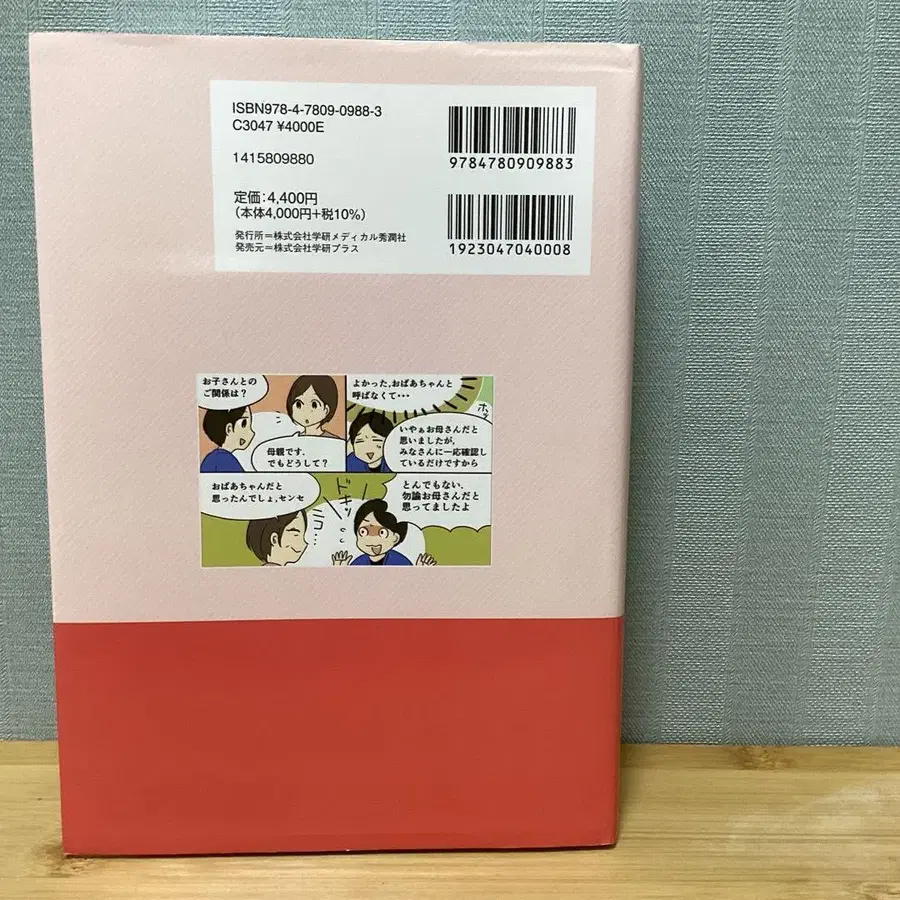 ISBN978-4-7809-0988-3
C3047 ¥4000E
1415809880
定価:4,400円
(本体4,000円+税10%)
発行所=株式会社学研メディカル秀潤社
発売元=株式会社学研プラス
9784780909883
1923047040008
お子さんとの
ご関係は?
母親です.
でもどうして?
よかった.おばあちゃんと
呼ばなくて・・・
ホッ
いやぁお母さんだと
思いましたが,
みなさんに一応確認し
ているだけですから
おばあちゃんだと
思ったんでしょ,センセ
ニコ…
ドキッ
とんでもない.
勿論お母さんだと
思ってましたよ